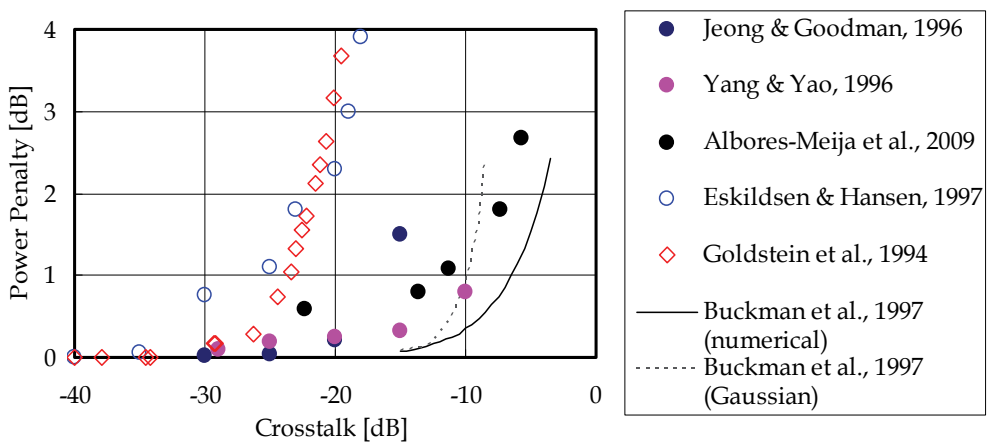 Power Penalty [dB]
4
3
2
1
0
-40
-30
-20
-10
0
Crosstalk [dB]
Jeong & Goodman, 1996
Yang & Yao, 1996
Albores-Meija et al., 2009
Eskildsen & Hansen, 1997
Goldstein et al., 1994
Buckman et al., 1997
(numerical)
Buckman et al., 1997
(Gaussian)